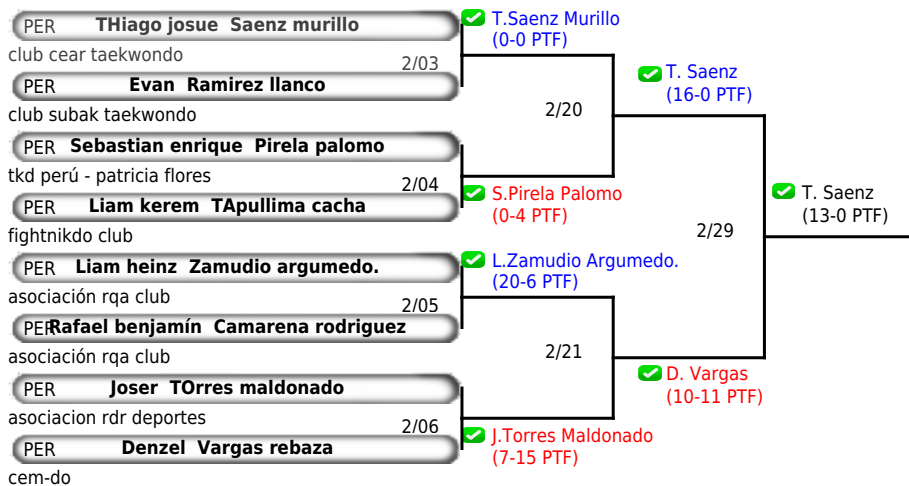 PER THiago josue Saenz murillo
club cear taekwondo
2/03
PER Evan Ramirez llanco
club subak taekwondo
PER Sebastian enrique Pirela palomo
tkd perú - patricia flores
2/04
PER Liam kerem TApullima cacha
fightnikdo club
PER Liam heinz Zamudio argumedo.
asociación rqa club
2/05
PER Rafael benjamín Camarena rodriguez
asociación rqa club
PER Joser TOrres maldonado
asociacion rdr deportes
2/06
PER Denzel Vargas rebaza
cem-do
T.Saenz Murillo
(0-0 PTF)
2/20
S.Pirela Palomo
(0-4 PTF)
L.Zamudio Argumedo.
(20-6 PTF)
2/21
J.Torres Maldonado
(7-15 PTF)
T. Saenz
(16-0 PTF)
2/29
D. Vargas
(10-11 PTF)
T. Saenz
(13-0 PTF)